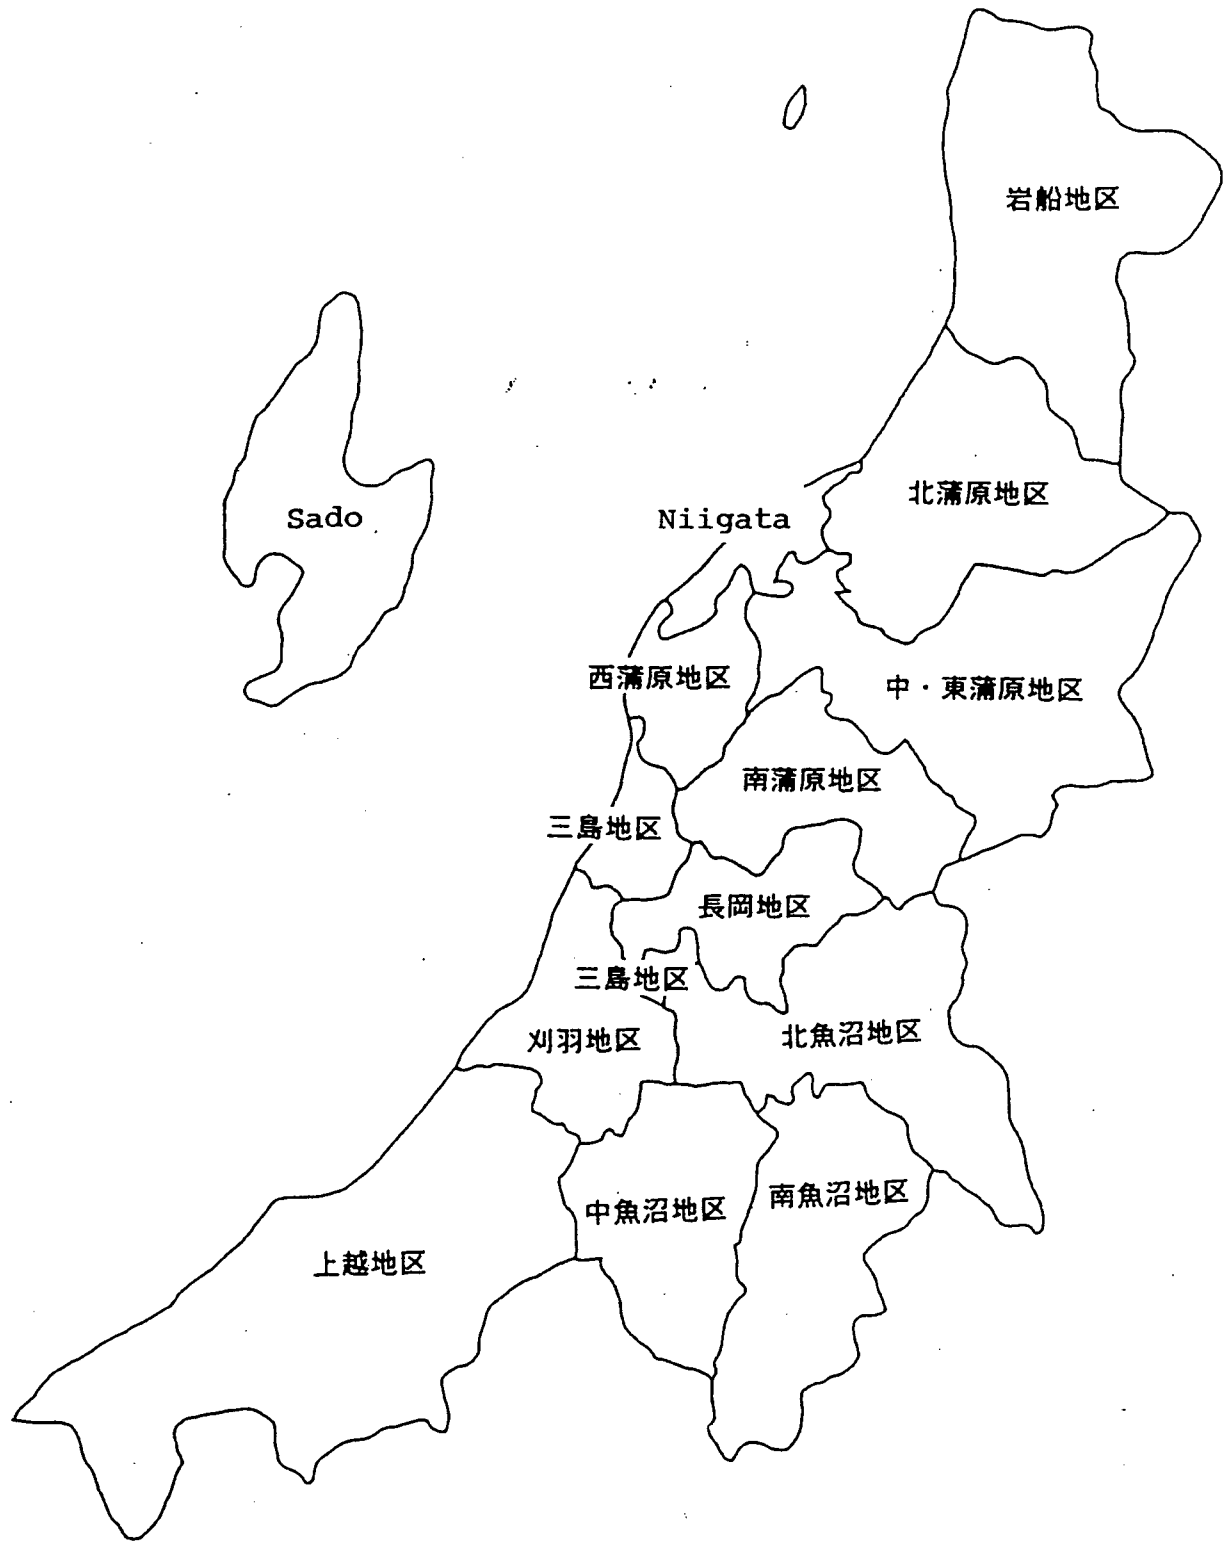 岩船地区
北蒲原地区
Sado
Niigata
西蒲原地区
中・東蒲原地区
南蒲原地区
三島地区
長岡地区
三島地区
刈羽地区
北魚沼地区
南魚沼地区
中魚沼地区
上越地区